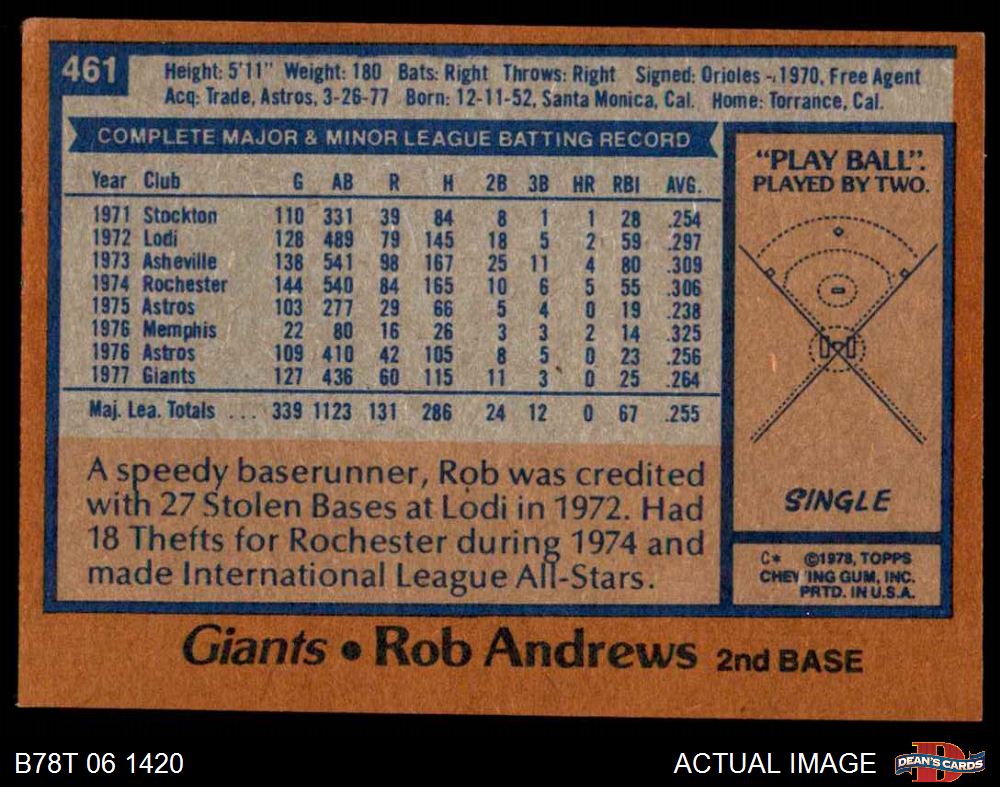 461
Height: 5'11" Weight: 180 Bats: Right Throws: Right Signed: Orioles -. 1970, Free Agent
Acq: Trade, Astros, 3-26-77 Born: 12-11-52, Santa Monica, Cal. Home: Torrance, Cal.
COMPLETE MAJOR & MINOR LEAGUE BATTING RECORD
Year Club G AB R H 2B 3B HR RBI AVG.
1971 Stockton 110 331 39 84 8 1 1 28 .254
1972 Lodi 128 489 79 145 18 5 2 59 .297
1973 Asheville 138 541 98 167 25 11 4 80 .309
1974 Rochester 144 540 84 165 10 6 5 55 .306
1975 Astros 103 277 29 66 5 4 0 19 .238
1976 Memphis 22 80 16 26 3 3 2 14 .325
1976 Astros 109 410 42 105 8 5 0 23 .256
1977 Giants 127 436 60 115 11 3 0 25 .264
Maj. Lea. Totals ... 339 1123 131 286 24 12 0 67 .255
A speedy baserunner, Rob was credited
with 27 Stolen Bases at Lodi in 1972. Had
18 Thefts for Rochester during 1974 and
made International League All-Stars.
"PLAY BALL".
PLAYED BY TWO.
SINGLE
C* ©1978, TOPPS
CHEW ING GUM, INC.
PRTD. IN U.S.A.
Giants • Rob Andrews 2nd BASE
B78T 06 1420
ACTUAL IMAGE
D
DEAN'S CARDS